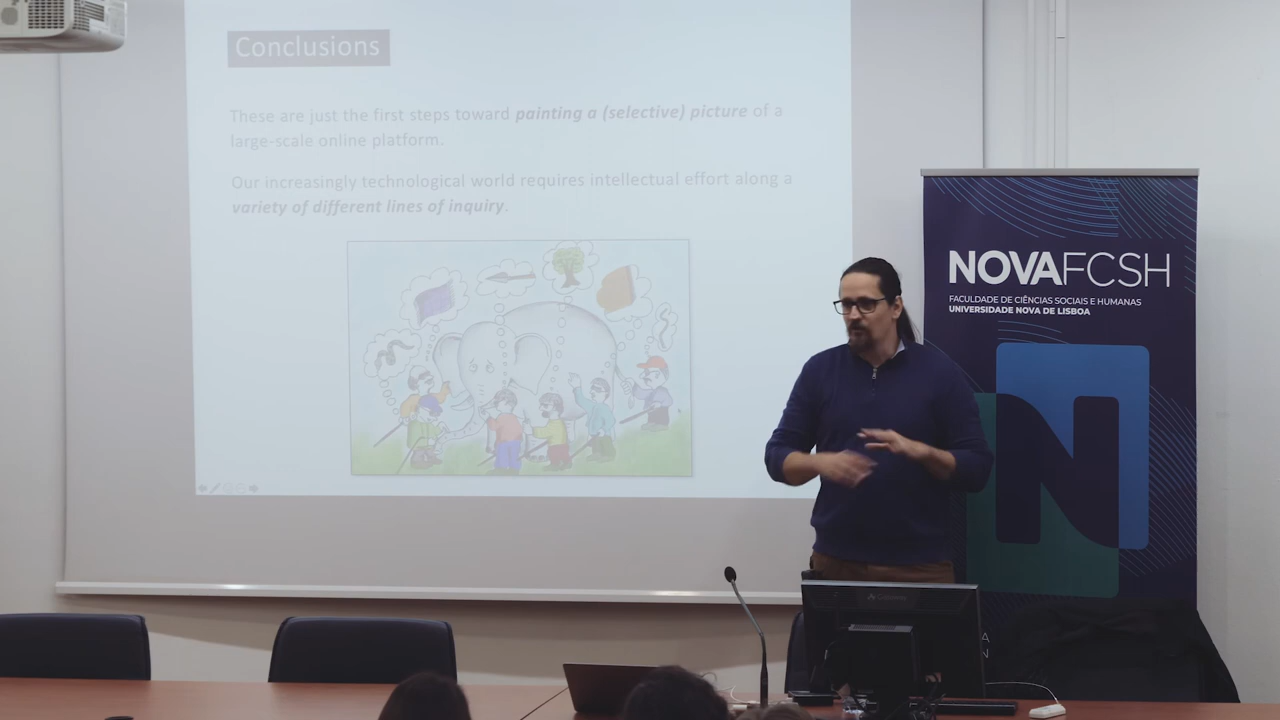 Conclusions
These are just the first steps toward painting a (selective) picture of a
large-scale online platform.
Our increasingly technological world requires intellectual effort along a
variety of different lines of inquiry.
NOVAFCSH
FACULDADE DE CIÊNCIAS SOCIAIS E HUMANAS
UNIVERSIDADE NOVA DE LISBOA